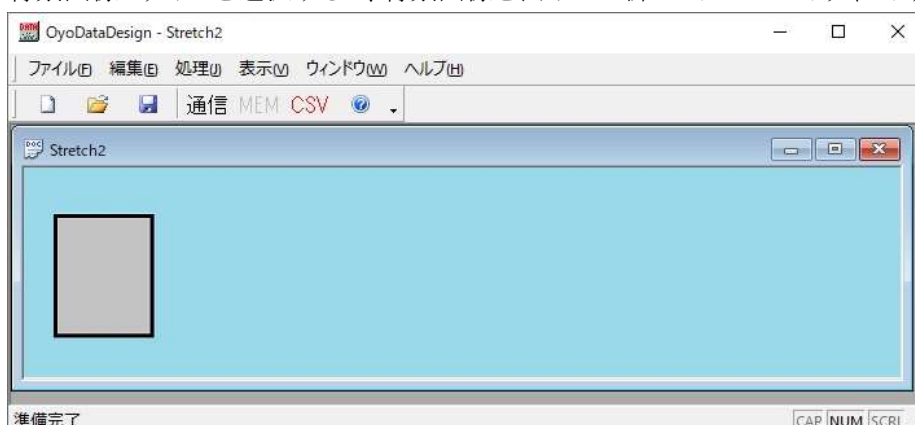 OyoDataDesign - Stretch2
ファイル(F) 編集(E) 処理(J) 表示(V) ウィンドウ(W) ヘルプ(H)
通信 MEM CSV
Stretch2
準備完了 CAP NUM SCRL